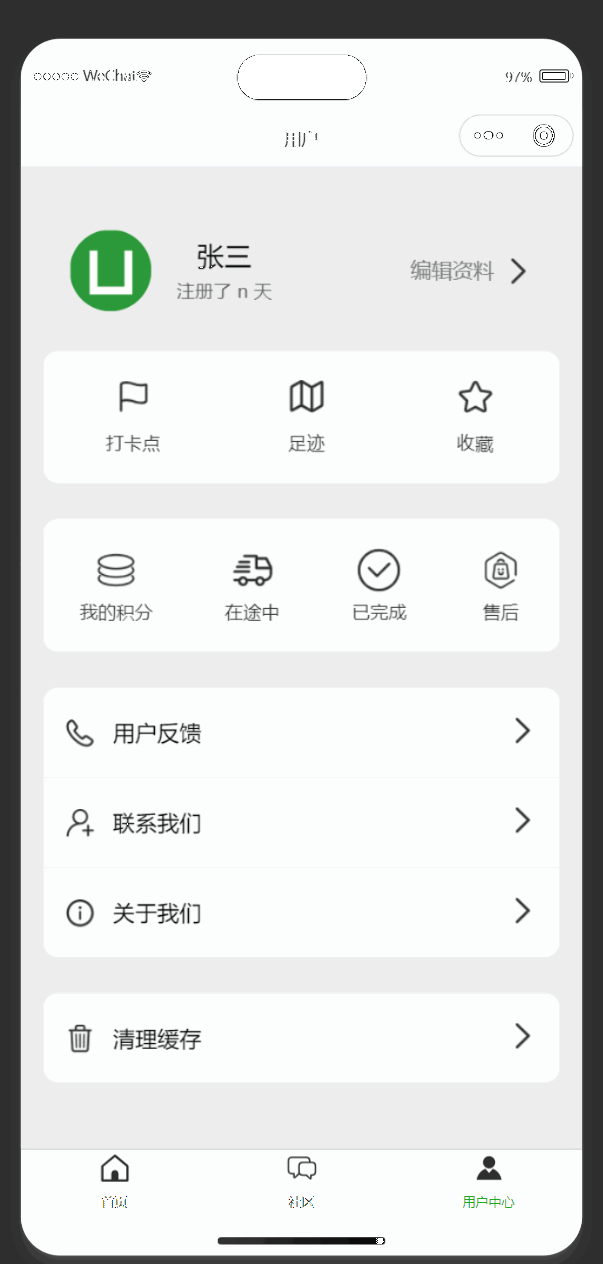 WeChat
97%
用户
张三
注册了 n 天
编辑资料
打卡点
足迹
收藏
我的积分
在途中
已完成
售后
用户反馈
联系我们
关于我们
清理缓存
首页
社区
用户中心